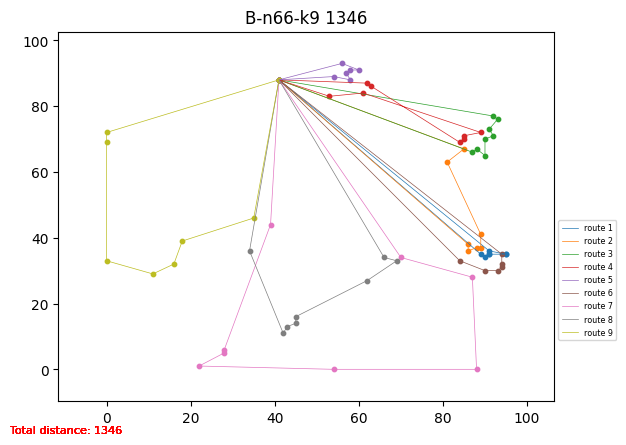 B-n66-k9 1346
100
80
60
40
20
0
0 20 40 60 80 100
route 1
route 2
route 3
route 4
route 5
route 6
route 7
route 8
route 9
Total distance: 1346